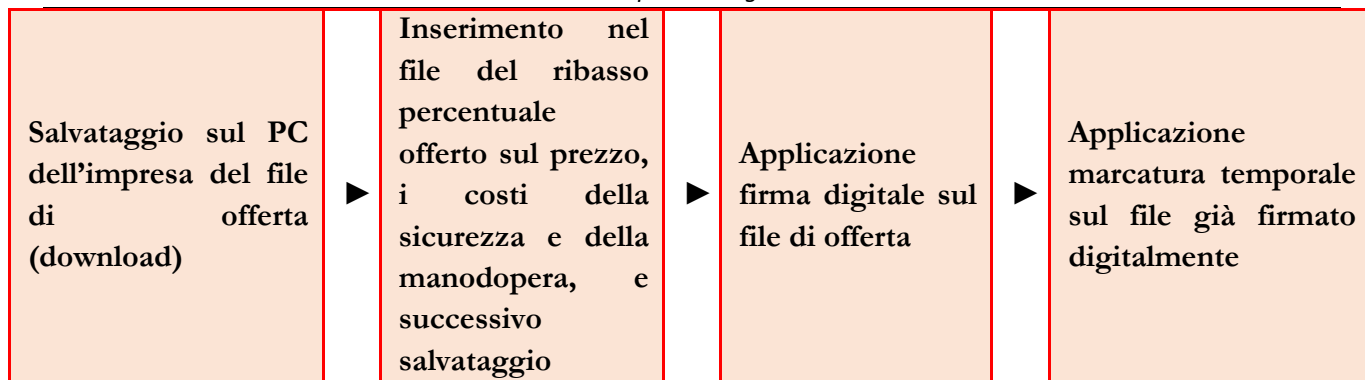 Salvataggio sul PC
dell'impresa del file
di offerta
(download)
►
Inserimento nel
file del ribasso
percentuale
offerto sul prezzo,
i costi della
sicurezza e della
manodopera, e
successivo
salvataggio
►
Applicazione
firma digitale sul
file di offerta
►
Applicazione
marcatura temporale
sul file già firmato
digitalmente